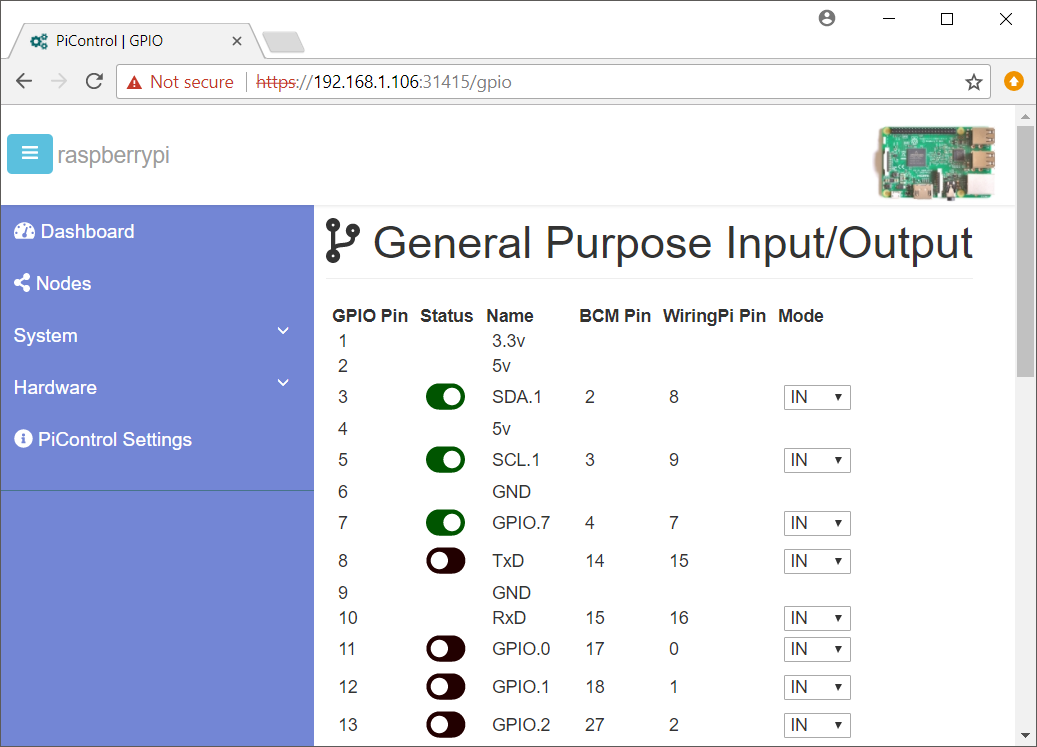 PiControl | GPIO
Not secure https://192.168.1.106:31415/gpio
raspberrypi
Dashboard
Nodes
System
Hardware
PiControl Settings
General Purpose Input/Output
GPIO Pin Status Name BCM Pin WiringPi Pin Mode
1 3.3v
2 5v
3 SDA.1 2 8 IN
4 5v
5 SCL.1 3 9 IN
6 GND
7 GPIO.7 4 7 IN
8 TxD 14 15 IN
9 GND
10 RxD 15 16 IN
11 GPIO.0 17 0 IN
12 GPIO.1 18 1 IN
13 GPIO.2 27 2 IN